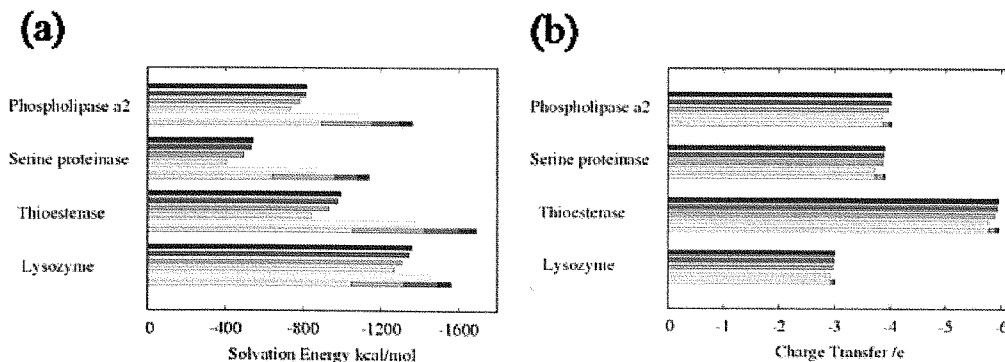 (a)
Phospholipase a2
Serine proteinase
Thioesterase
Lysozyme
0 -400 -800 -1200 -1600
Solvation Energy kcal/mol
(b)
Phospholipase a2
Serine proteinase
Thioesterase
Lysozyme
0 -1 -2 -3 -4 -5 -6
Charge Transfer /e